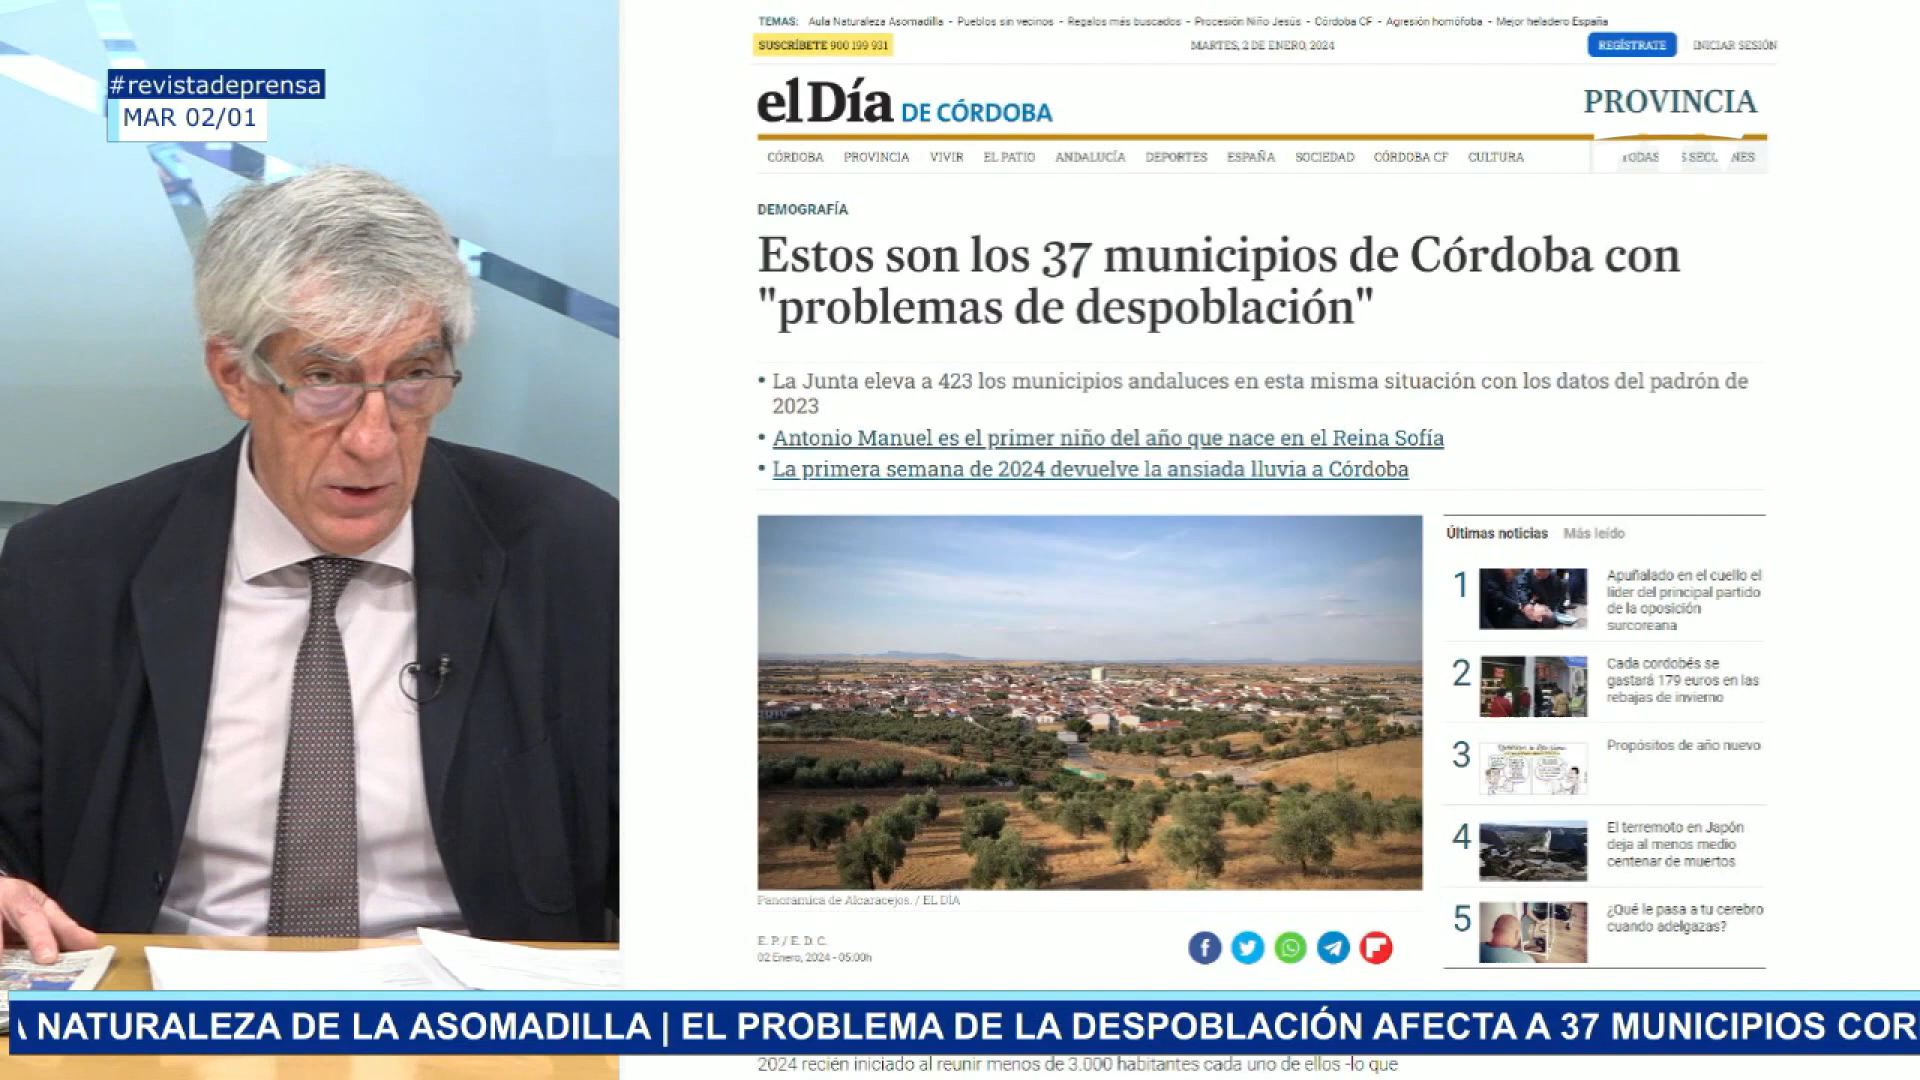 #revistadeprensa
MAR 02/01
TEMAS: Aula Naturaleza Asomadilla - Pueblos sin vecinos - Regalos más buscados - Procesión Niño Jesús - Córdoba CF - Agresión homófoba - Mejor heladero España
SUSCRÍBETE 900 199 931
MARTES, 2 DE ENERO, 2024
REGÍSTRATE
INICIAR SESIÓN
el Día DE CÓRDOBA
PROVINCIA
CÓRDOBA PROVINCIA VIVIR EL PATIO ANDALUCÍA DEPORTES ESPAÑA SOCIEDAD CÓRDOBA CF CULTURA
DEMOGRAFÍA
Estos son los 37 municipios de Córdoba con
"problemas de despoblación"
• La Junta eleva a 423 los municipios andaluces en esta misma situación con los datos del padrón de
2023
• Antonio Manuel es el primer niño del año que nace en el Reina Sofía
• La primera semana de 2024 devuelve la ansiada lluvia a Córdoba
Últimas noticias Más leído
1
Apuñalado en el cuello el
líder del principal partido
de la oposición
surcoreana
2
Cada cordobés se
gastará 179 euros en las
rebajas de invierno
3
Propósitos de año nuevo
4
El terremoto en Japón
deja al menos medio
centenar de muertos
5
¿Qué le pasa a tu cerebro
cuando adelgazas?
Panorámica de Alcaracejos. / EL DÍA
E. P. / E. D. C.
02 Enero, 2024 - 05:00h
NATURALEZA DE LA ASOMADILLA | EL PROBLEMA DE LA DESPOBLACIÓN AFECTA A 37 MUNICIPIOS COR
2024 recién iniciado al reunir menos de 3.000 habitantes cada uno de ellos -lo que